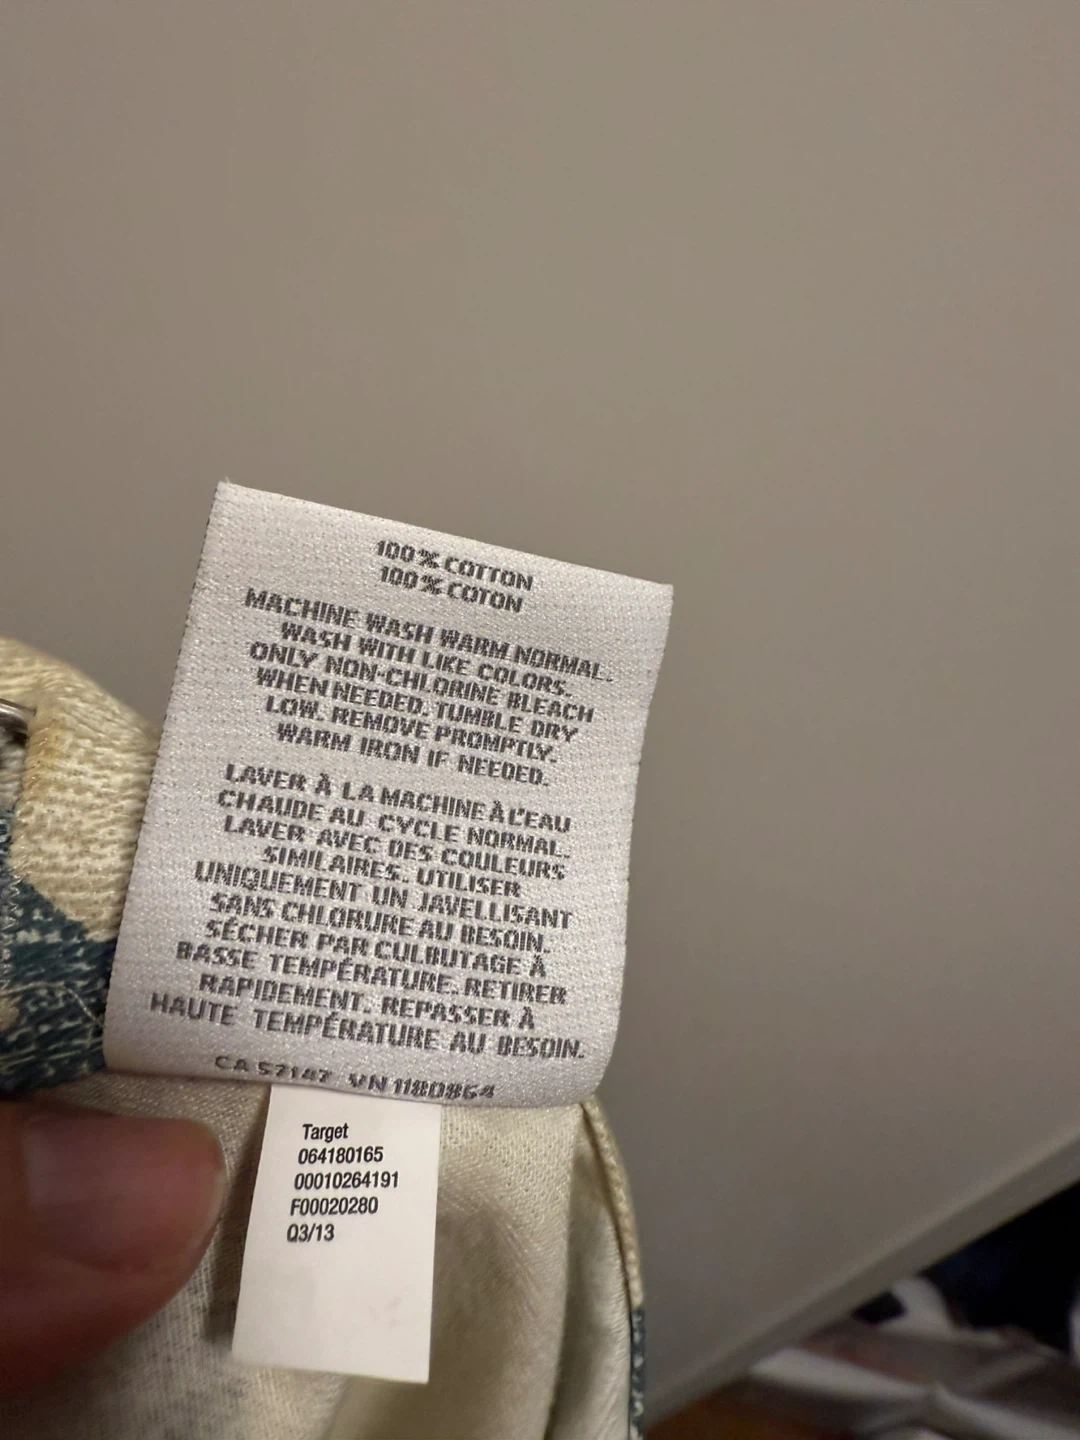 100% COTTON
100% COTON
MACHINE WASH WARM NORMAL.
WASH WITH LIKE COLORS.
ONLY NON-CHLORINE BLEACH
WHEN NEEDED. TUMBLE DRY
LOW. REMOVE PROMPTLY.
WARM IRON IF NEEDED.
LAVER À LA MACHINE À L'EAU
CHAUDE AU CYCLE NORMAL.
LAVER AVEC DES COULEURS
SIMILAIRES. UTILISER
UNIQUEMENT UN JAVELLISANT
SANS CHLORURE AU BESOIN.
SÉCHER PAR CULBUTAGE À
BASSE TEMPÉRATURE. RETIRER
RAPIDEMENT. REPASSER À
HAUTE TEMPÉRATURE AU BESOIN.
CA 57147 VN 1180864
Target
064180165
00010264191
F00020280
Q3/13